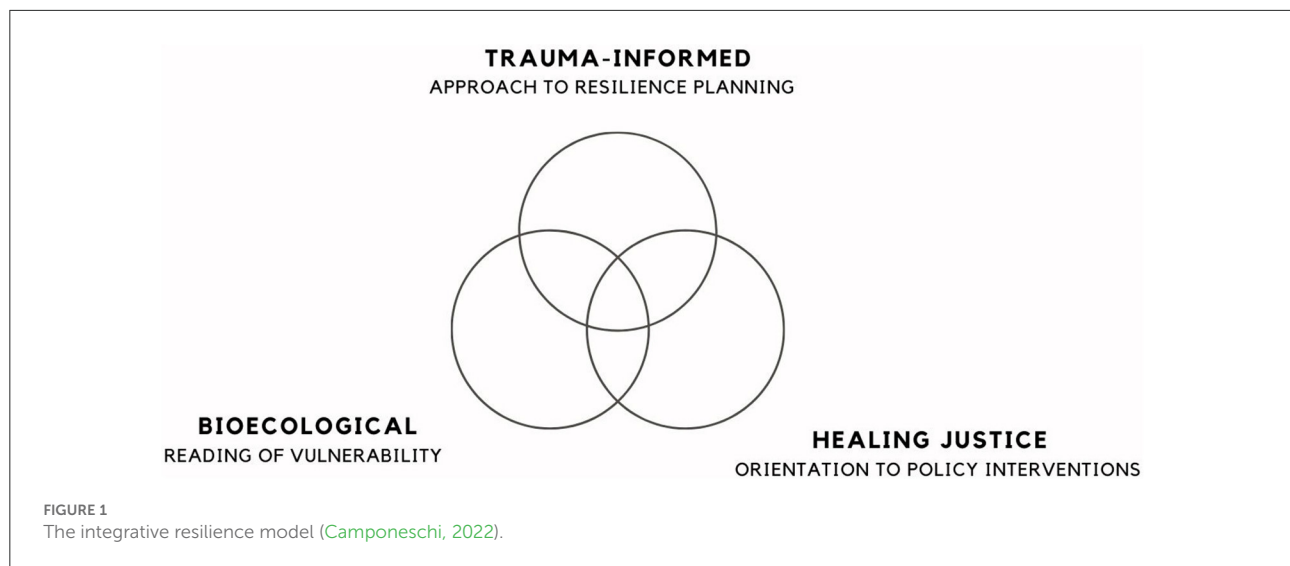 TRAUMA-INFORMED
APPROACH TO RESILIENCE PLANNING
BIOECOLOGICAL
READING OF VULNERABILITY
HEALING JUSTICE
ORIENTATION TO POLICY INTERVENTIONS
FIGURE 1
The integrative resilience model (Camponeschi, 2022).